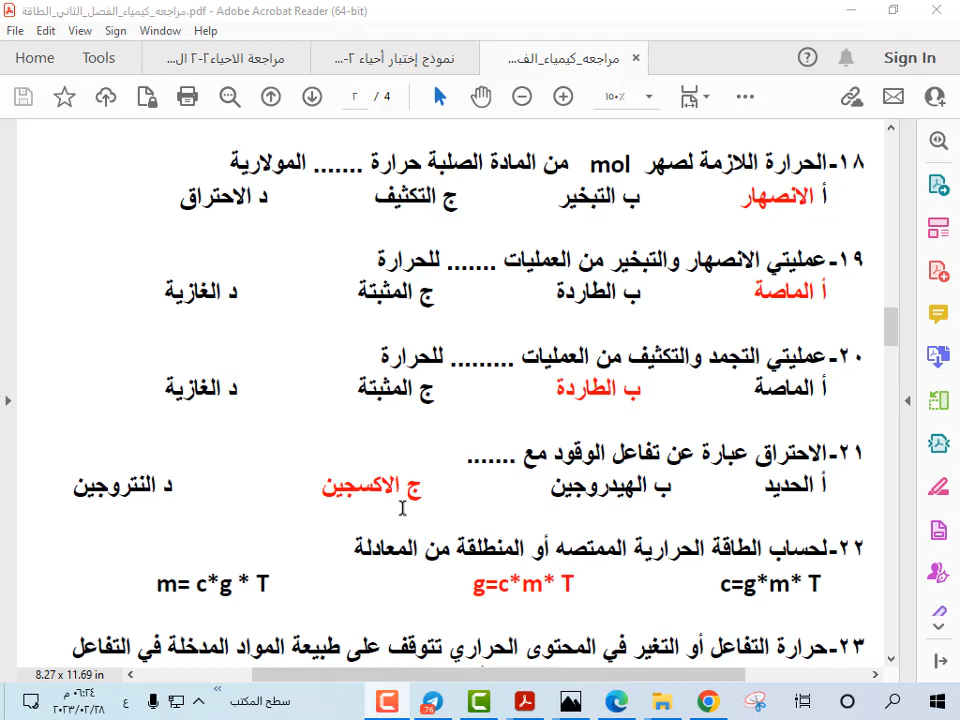 مراجعه_كيمياء_الفصل_الثاني_الطاقة.pdf - Adobe Acrobat Reader (64-bit)
File Edit View Sign Window Help
Home Tools مراجعة الاحياء٢-٢ ال... نموذج إختبار أحياء ٢-... مراجعه_كيمياء_الف... × Sign In
٢ / 4 ١٥٠٪
١٨-الحرارة اللازمة لصهر mol من المادة الصلبة حرارة ....... المولارية
أ الانصهار ب التبخير ج التكثيف د الاحتراق
١٩-عمليتي الانصهار والتبخير من العمليات ....... للحرارة
أ الماصة ب الطاردة ج المثبتة د الغازية
٢٠-عمليتي التجمد والتكثيف من العمليات ......... للحرارة
أ الماصة ب الطاردة ج المثبتة د الغازية
٢١-الاحتراق عبارة عن تفاعل الوقود مع .......
أ الحديد ب الهيدروجين ج الاكسجين د النتروجين
٢٢-لحساب الطاقة الحرارية الممتصه أو المنطلقة من المعادلة
c=g*m* T g=c*m* T m= c*g * T
٢٣-حرارة التفاعل أو التغير في المحتوى الحراري تتوقف على طبيعة المواد المدخلة في التفاعل
8.27 x 11.69 in
٠٦:٢٤ م
٢٠٢٣/٠٢/٢٨
ع
سطح المكتب
76